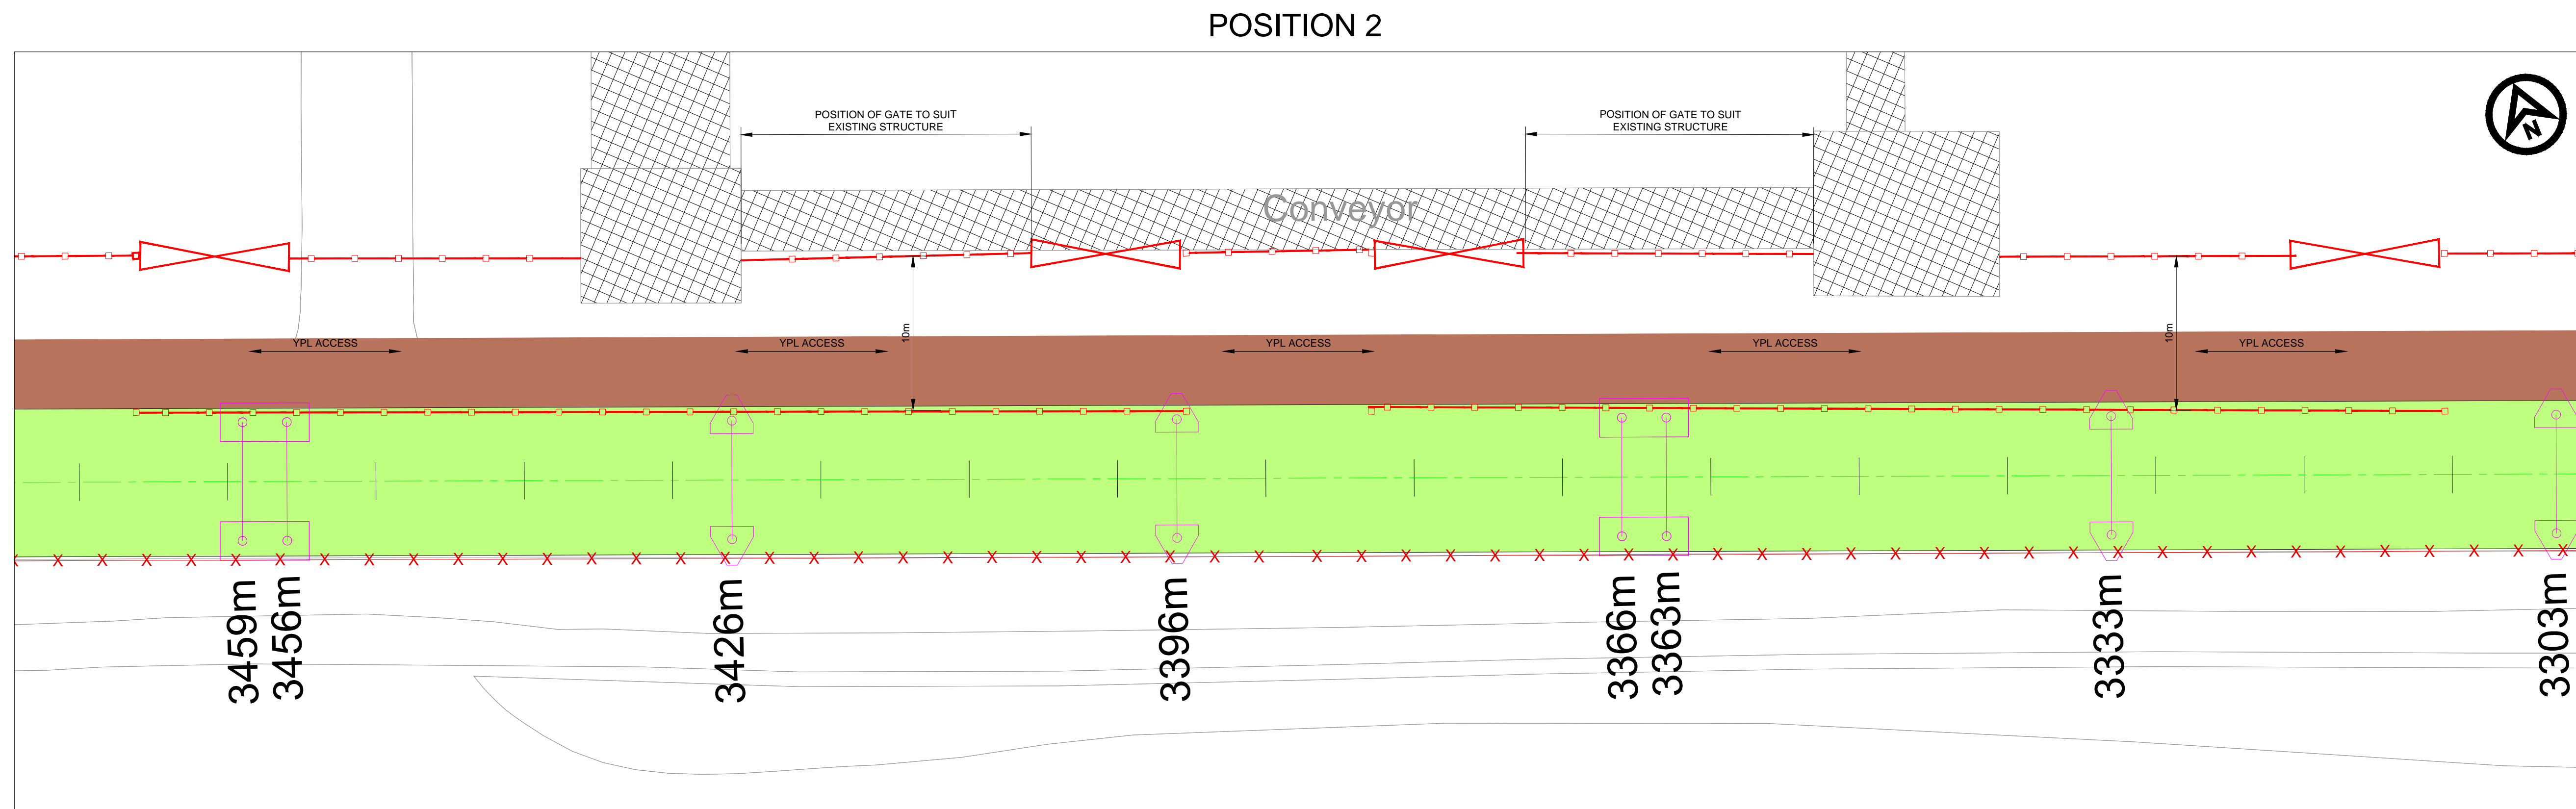 POSITION 2
POSITION OF GATE TO SUIT
EXISTING STRUCTURE
POSITION OF GATE TO SUIT
EXISTING STRUCTURE
N
Conveyor
10m
10m
YPL ACCESS
YPL ACCESS
YPL ACCESS
YPL ACCESS
YPL ACCESS
3459m
3456m
3426m
3396m
3366m
3363m
3333m
3303m